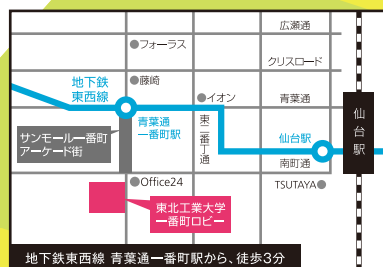 広瀬通
●フォーラス
クリスロード
地下鉄
東西線
●藤崎
●イオン
青葉通
仙台駅
サンモール一番町
アーケード街
青葉通
一番町駅
東二番丁通
仙台駅
南町通
●Office24
TSUTAYA●
東北工業大学
一番町ロビー
地下鉄東西線 青葉通一番町駅から、徒歩3分